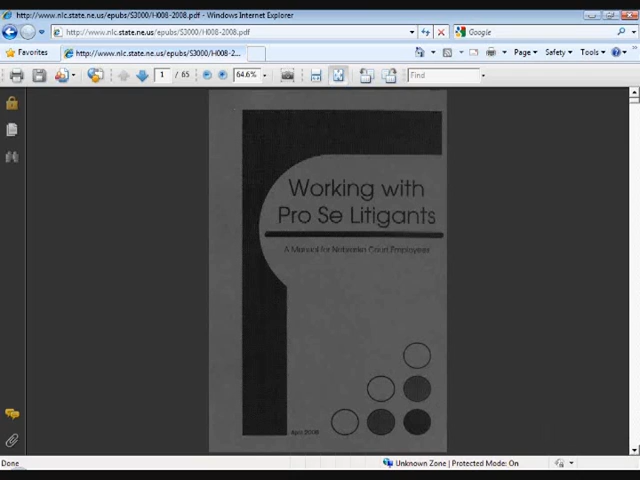 http://www.nlc.state.ne.us/epubs/S3000/H008-2008.pdf - Windows Internet Explorer
http://www.nlc.state.ne.us/epubs/S3000/H008-2008.pdf
Google
Favorites
http://www.nlc.state.ne.us/epubs/S3000/H008-2...
Page
Safety
Tools
1 / 65
64.6%
Find
Working with
Pro Se Litigants
A Manual for Nebraska Court Employees
April 2008
Done
Unknown Zone | Protected Mode: On